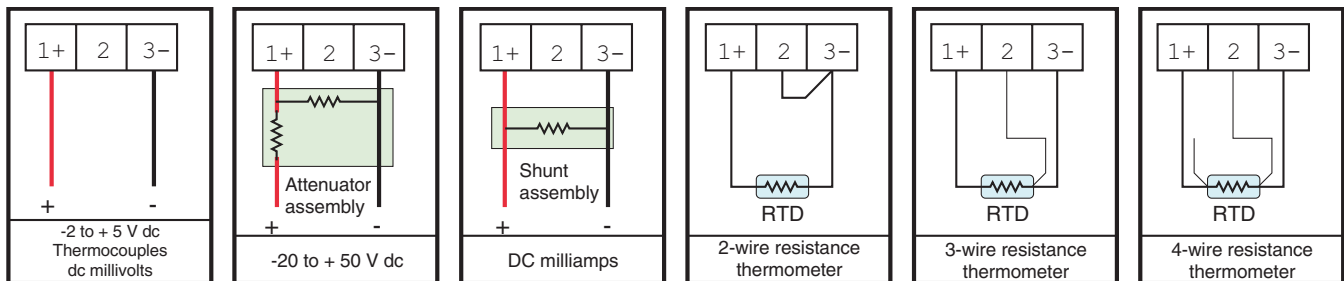 1+ 2 3-
+ -
-2 to + 5 V dc
Thermocouples
dc millivolts
1+ 2 3-
Attenuator
assembly
+ -
-20 to + 50 V dc
1+ 2 3-
Shunt
assembly
+ -
DC milliamps
1+ 2 3-
RTD
2-wire resistance
thermometer
1+ 2 3-
RTD
3-wire resistance
thermometer
1+ 2 3-
RTD
4-wire resistance
thermometer